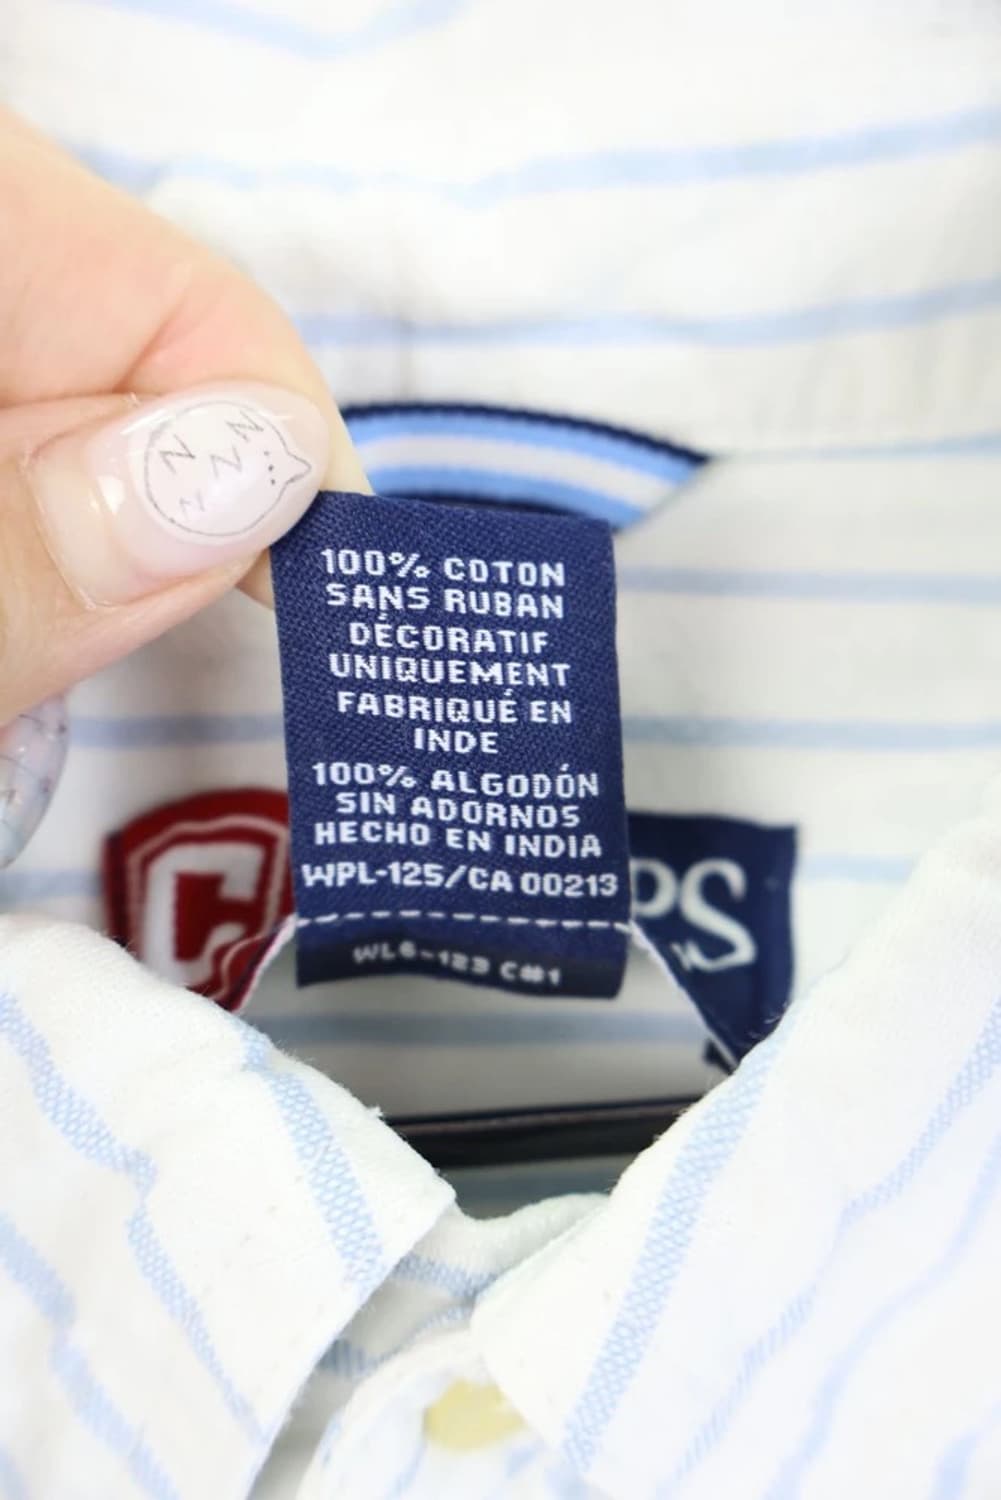 100% COTON
SANS RUBAN
DÉCORATIF
UNIQUEMENT
FABRIQUÉ EN
INDE
100% ALGODÓN
SIN ADORNOS
HECHO EN INDIA
WPL-125/CA 00213
WL6-123 C#1
C PS
Z Z Z Z